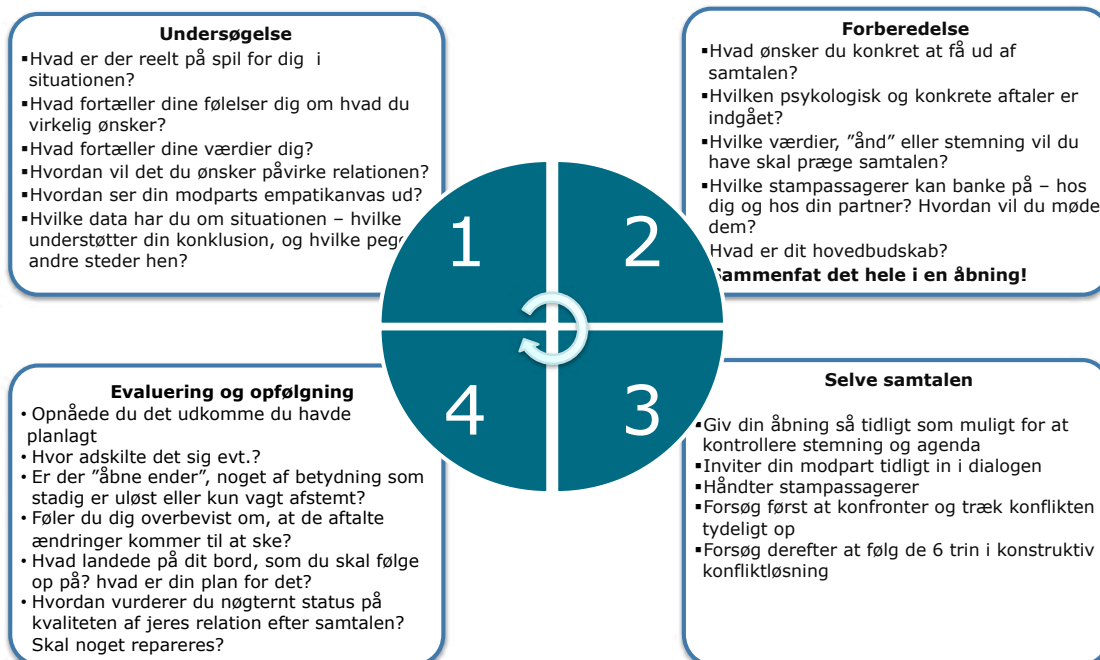 Undersøgelse
▪Hvad er der reelt på spil for dig i
situationen?
▪Hvad fortæller dine følelser dig om hvad du
virkelig ønsker?
▪Hvad fortæller dine værdier dig?
▪Hvordan vil det du ønsker påvirke relationen?
▪Hvordan ser din modparts empatikanvas ud?
▪Hvilke data har du om situationen – hvilke
understøtter din konklusion, og hvilke pege
andre steder hen?
1
Forberedelse
▪Hvad ønsker du konkret at få ud af
samtalen?
▪Hvilken psykologisk og konkrete aftaler er
indgået?
▪Hvilke værdier, ”ånd” eller stemning vil du
have skal præge samtalen?
▪Hvilke stampassagerer kan banke på – hos
dig og hos din partner? Hvordan vil du møde
dem?
Hvad er dit hovedbudskab?
Sammenfat det hele i en åbning!
2
Selve samtalen
▪Giv din åbning så tidligt som muligt for at
kontrollere stemning og agenda
▪Inviter din modpart tidligt in i dialogen
▪Håndter stampassagerer
▪Forsøg først at konfronter og træk konflikten
tydeligt op
▪Forsøg derefter at følg de 6 trin i konstruktiv
konfliktløsning
3
Evaluering og opfølgning
• Opnåede du det udkomme du havde
planlagt
• Hvor adskilte det sig evt.?
• Er der ”åbne ender”, noget af betydning som
stadig er uløst eller kun vagt afstemt?
• Føler du dig overbevist om, at de aftalte
ændringer kommer til at ske?
• Hvad landede på dit bord, som du skal følge
op på? hvad er din plan for det?
• Hvordan vurderer du nøgternt status på
kvaliteten af jeres relation efter samtalen?
Skal noget repareres?
4